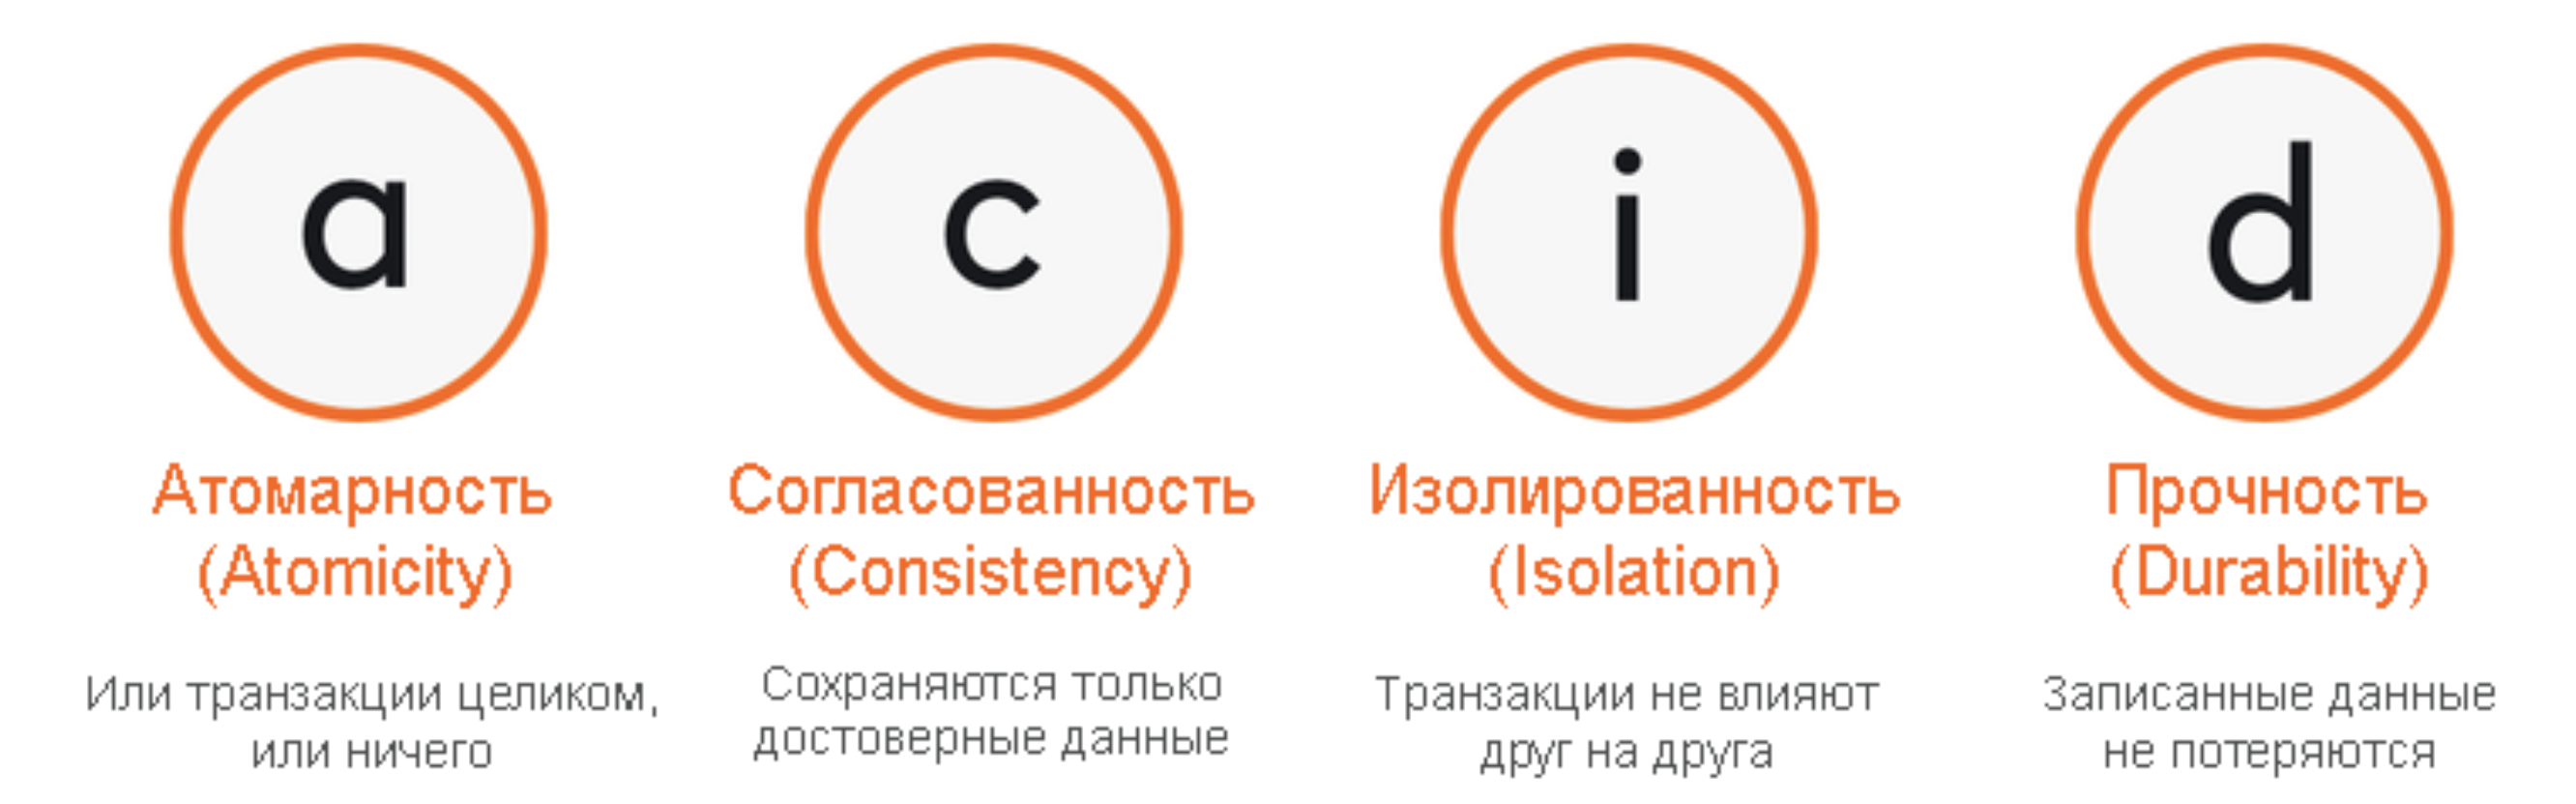 a
c
i
d
Атомарность
(Atomicity)
Или транзакции целиком,
или ничего
Согласованность
(Consistency)
Сохраняются только
достоверные данные
Изолированность
(Isolation)
Транзакции не влияют
друг на друга
Прочность
(Durability)
Записанные данные
не потеряются